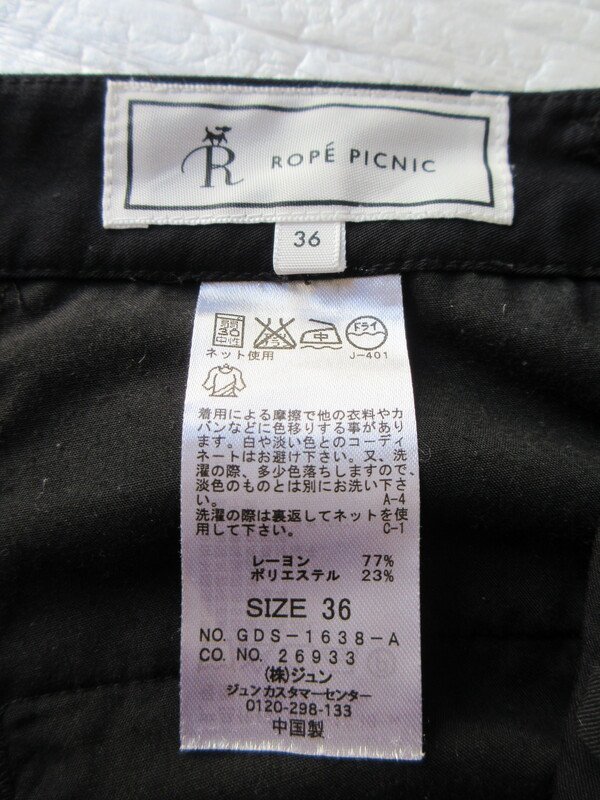 R ROPÉ PICNIC
36
弱
30
中性
中
ドライ
ネット使用 J-401
着用による摩擦で他の衣料やカ
バンなどに色移りする事があり
ます。白や淡い色とのコーディ
ネートはお避け下さい。又、洗
濯の際、多少色落ちしますので、
淡色のものとは別にお洗い下さ
い。 A-4
洗濯の際は裏返してネットを使
用して下さい。 C-1
レーヨン 77%
ポリエステル 23%
SIZE 36
NO. GDS-1638-A
CO. NO. 26933
(株)ジュン
ジュンカスタマーセンター
0120-298-133
中国製